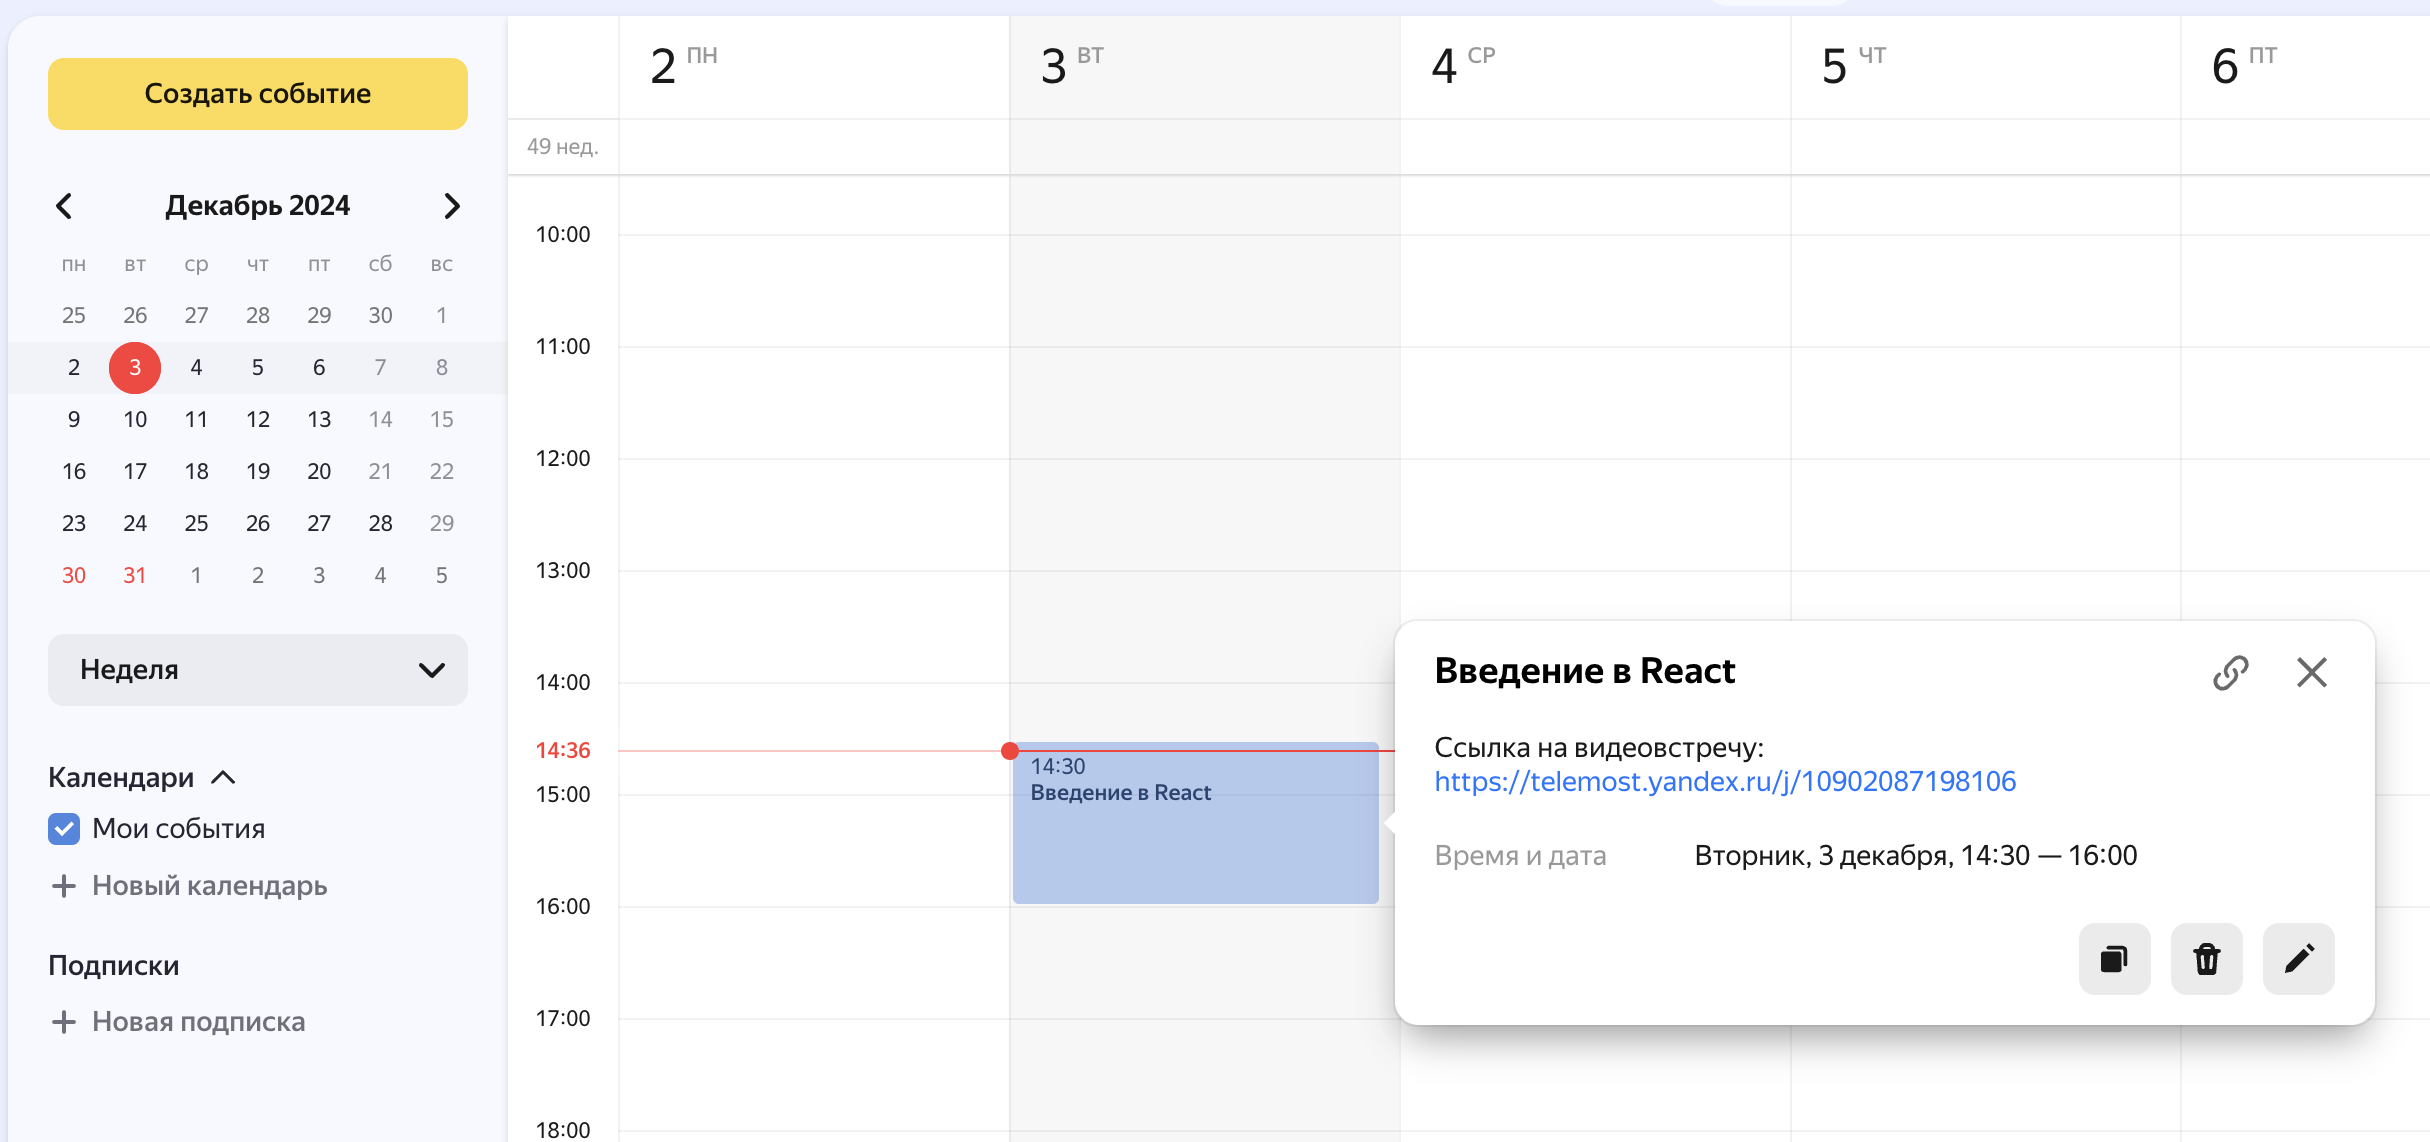 Создать событие
Декабрь 2024
пн вт ср чт пт сб вс
25 26 27 28 29 30 1
2 3 4 5 6 7 8
9 10 11 12 13 14 15
16 17 18 19 20 21 22
23 24 25 26 27 28 29
30 31 1 2 3 4 5
Неделя
Календари
Мои события
Новый календарь
Подписки
Новая подписка
2 ПН 3 ВТ 4 СР 5 ЧТ 6 ПТ
49 нед.
10:00
11:00
12:00
13:00
14:00
14:36
15:00
16:00
17:00
18:00
14:30
Введение в React
Введение в React
Ссылка на видеовстречу:
https://telemost.yandex.ru/j/10902087198106
Время и дата Вторник, 3 декабря, 14:30 — 16:00